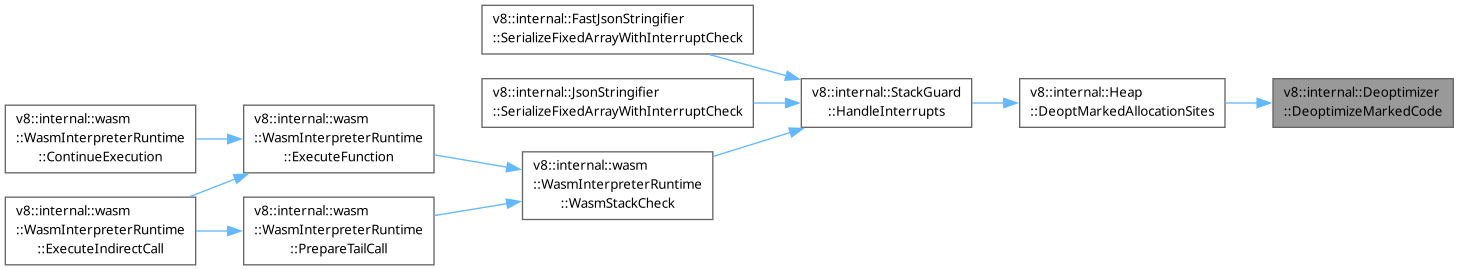 v8::internal::FastJsonStringifier
::SerializeFixedArrayWithInterruptCheck
v8::internal::JsonStringifier
::SerializeFixedArrayWithInterruptCheck
v8::internal::StackGuard
::HandleInterrupts
v8::internal::Heap
::DeoptMarkedAllocationSites
v8::internal::Deoptimizer
::DeoptimizeMarkedCode
v8::internal::wasm
::WasmInterpreterRuntime
::ContinueExecution
v8::internal::wasm
::WasmInterpreterRuntime
::ExecuteFunction
v8::internal::wasm
::WasmInterpreterRuntime
::WasmStackCheck
v8::internal::wasm
::WasmInterpreterRuntime
::ExecuteIndirectCall
v8::internal::wasm
::WasmInterpreterRuntime
::PrepareTailCall